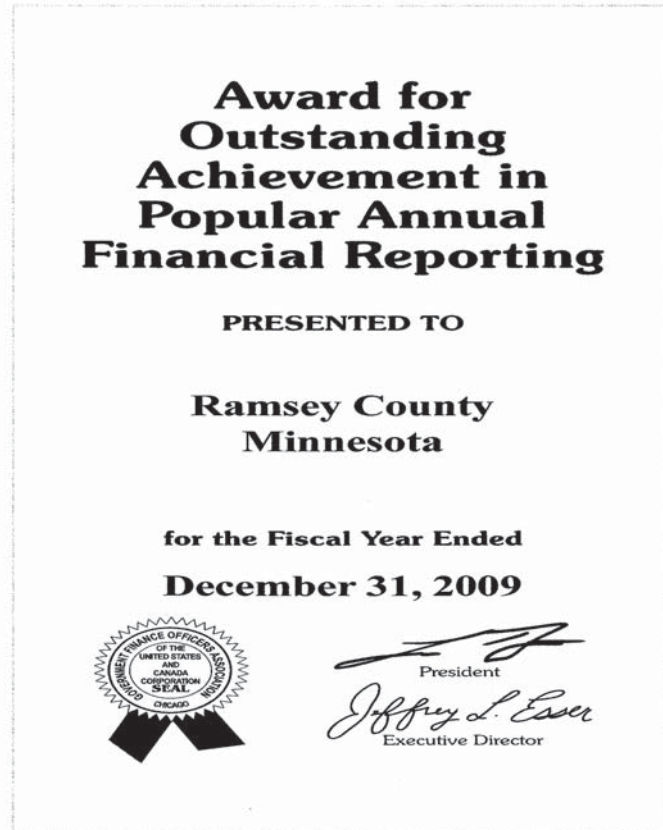 Award for
Outstanding
Achievement in
Popular Annual
Financial Reporting
PRESENTED TO
Ramsey County
Minnesota
for the Fiscal Year Ended
December 31, 2009
GOVERNMENT FINANCE OFFICERS ASSOCIATION
OF THE
UNITED STATES
AND
CANADA
CORPORATION
SEAL
CHICAGO
President
Jeffrey L. Esser
Executive Director